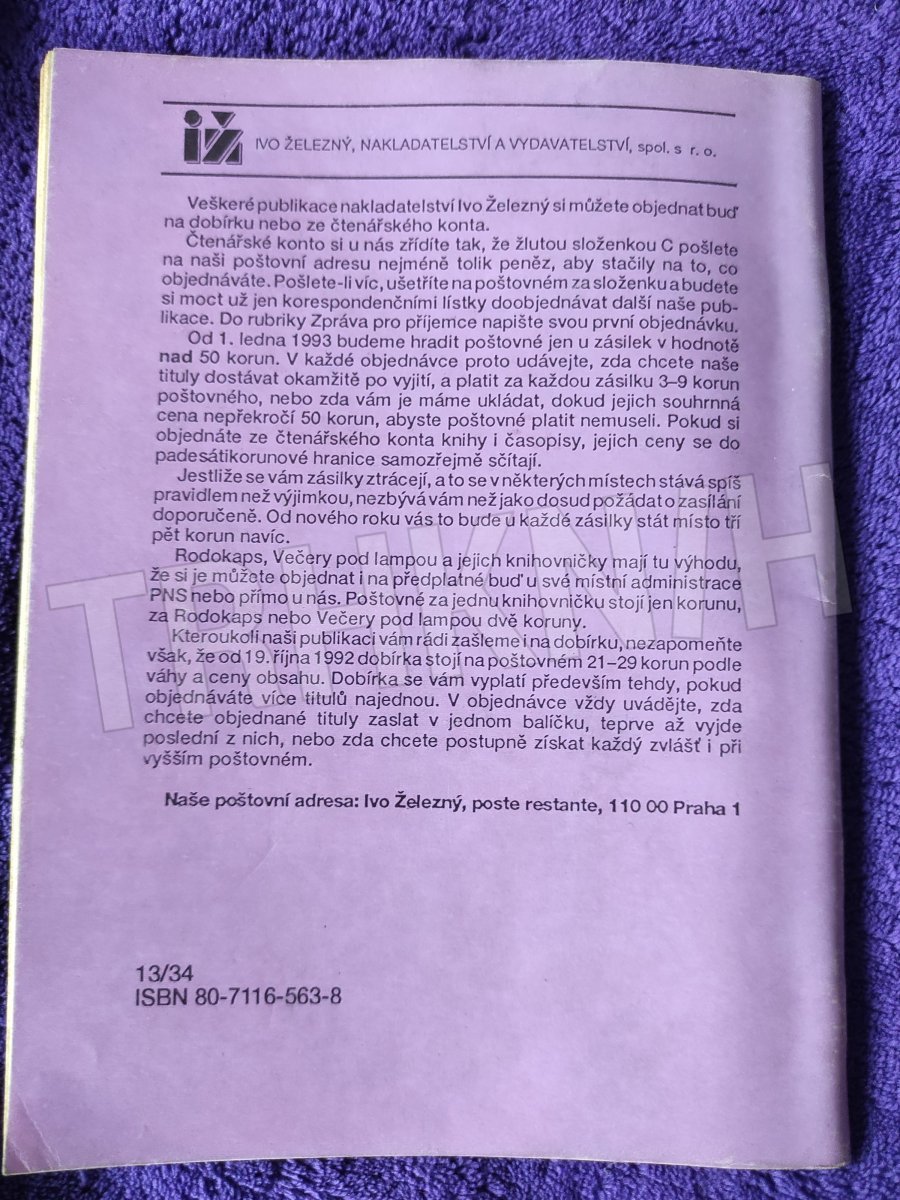 IVO ŽELEZNÝ, NAKLADATELSTVÍ A VYDAVATELSTVÍ, spol. s r. o.
Veškeré publikace nakladatelství Ivo Železný si můžete objednat buď
na dobírku nebo ze čtenářského konta.
Čtenářské konto si u nás zřídíte tak, že žlutou složenkou C pošlete
na naši poštovní adresu nejméně tolik peněz, aby stačily na to, co
objednáváte. Pošlete-li víc, ušetříte na poštovném za složenku a budete
si moct už jen korespondenčními lístky doobjednávat další naše pub-
likace. Do rubriky Zpráva pro příjemce napište svou první objednávku.
Od 1. ledna 1993 budeme hradit poštovné jen u zásilek v hodnotě
nad 50 korun. V každé objednávce proto udávejte, zda chcete naše
tituly dostávat okamžitě po vyjití, a platit za každou zásilku 3–9 korun
poštovného, nebo zda vám je máme ukládat, dokud jejich souhrnná
cena nepřekročí 50 korun, abyste poštovné platit nemuseli. Pokud si
objednáte ze čtenářského konta knihy i časopisy, jejich ceny se do
padesátikorunové hranice samozřejmě sčítají.
Jestliže se vám zásilky ztrácejí, a to se v některých místech stává spíš
pravidlem než výjimkou, nezbývá vám než jako dosud požádat o zasílání
doporučeně. Od nového roku vás to bude u každé zásilky stát místo tří
pět korun navíc.
Rodokaps, Večery pod lampou a jejich knihovničky mají tu výhodu,
že si je můžete objednat i na předplatné buď u své místní administrace
PNS nebo přímo u nás. Poštovné za jednu knihovničku stojí jen korunu,
za Rodokaps nebo Večery pod lampou dvě koruny.
Kteroukoli naši publikaci vám rádi zašleme i na dobírku, nezapomeňte
však, že od 19. října 1992 dobírka stojí na poštovném 21–29 korun podle
váhy a ceny obsahu. Dobírka se vám vyplatí především tehdy, pokud
objednáváte více titulů najednou. V objednávce vždy uvádějte, zda
chcete objednané tituly zaslat v jednom balíčku, teprve až vyjde
poslední z nich, nebo zda chcete postupně získat každý zvlášť i při
vyšším poštovném.
Naše poštovní adresa: Ivo Železný, poste restante, 110 00 Praha 1
13/34
ISBN 80-7116-563-8